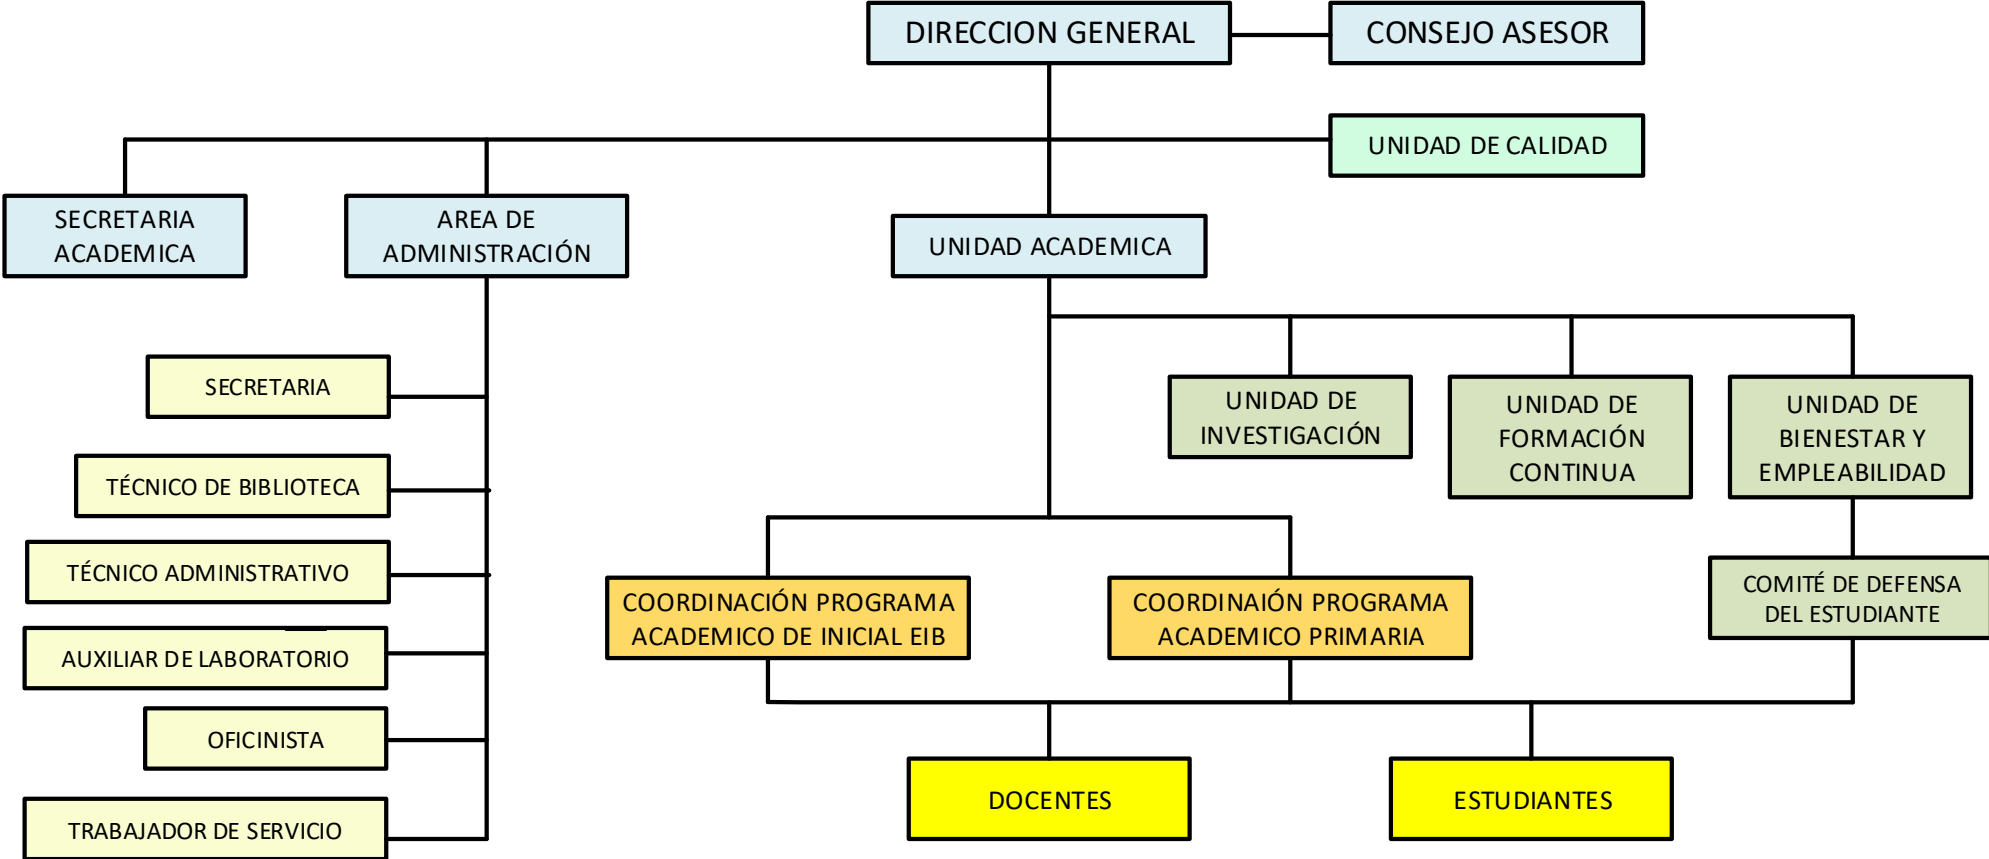 DIRECCION GENERAL
CONSEJO ASESOR
UNIDAD DE CALIDAD
SECRETARIA
ACADEMICA
AREA DE
ADMINISTRACIÓN
UNIDAD ACADEMICA
SECRETARIA
TÉCNICO DE BIBLIOTECA
TÉCNICO ADMINISTRATIVO
AUXILIAR DE LABORATORIO
OFICINISTA
TRABAJADOR DE SERVICIO
UNIDAD DE
INVESTIGACIÓN
UNIDAD DE
FORMACIÓN
CONTINUA
UNIDAD DE
BIENESTAR Y
EMPLEABILIDAD
COORDINACIÓN PROGRAMA
ACADEMICO DE INICIAL EIB
COORDINAIÓN PROGRAMA
ACADEMICO PRIMARIA
COMITÉ DE DEFENSA
DEL ESTUDIANTE
DOCENTES
ESTUDIANTES